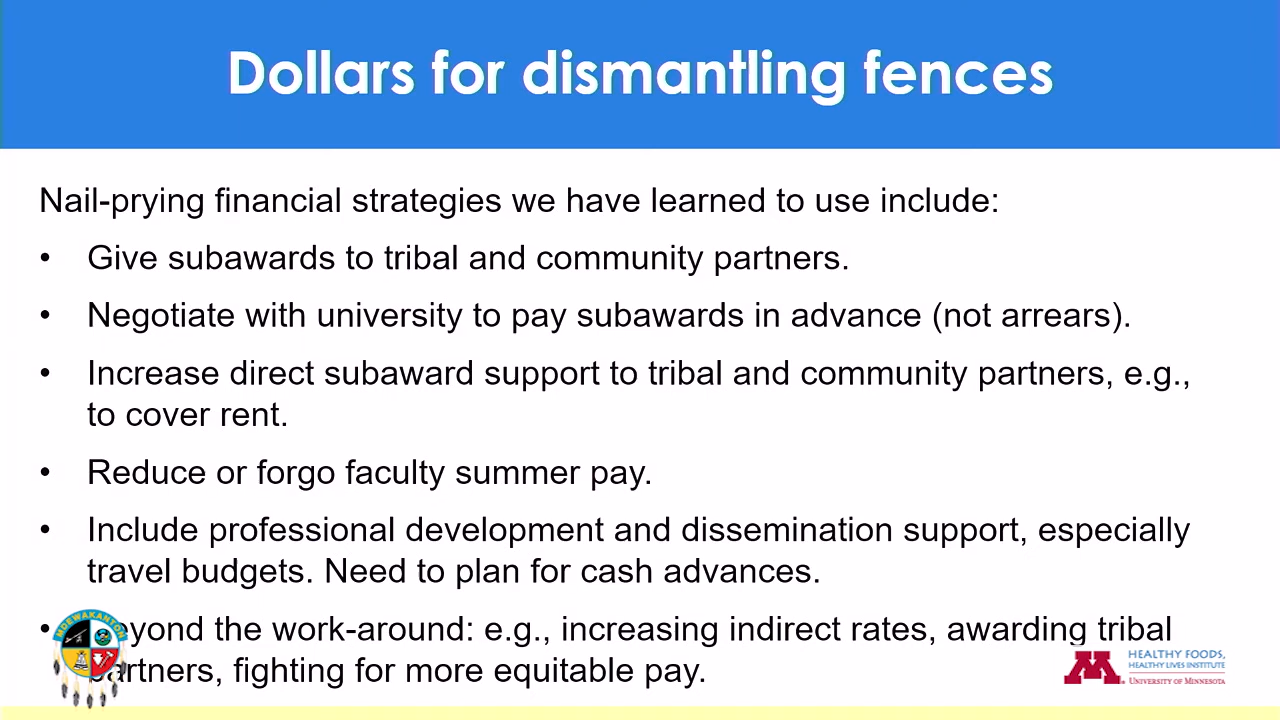 Dollars for dismantling fences
Nail-prying financial strategies we have learned to use include:
• Give subawards to tribal and community partners.
• Negotiate with university to pay subawards in advance (not arrears).
• Increase direct subaward support to tribal and community partners, e.g.,
to cover rent.
• Reduce or forgo faculty summer pay.
• Include professional development and dissemination support, especially
travel budgets. Need to plan for cash advances.
• eyond the work-around: e.g., increasing indirect rates, awarding tribal
artners, fighting for more equitable pay.
MDEWAKANTON
M
HEALTHY FOODS,
HEALTHY LIVES INSTITUTE
UNIVERSITY OF MINNESOTA